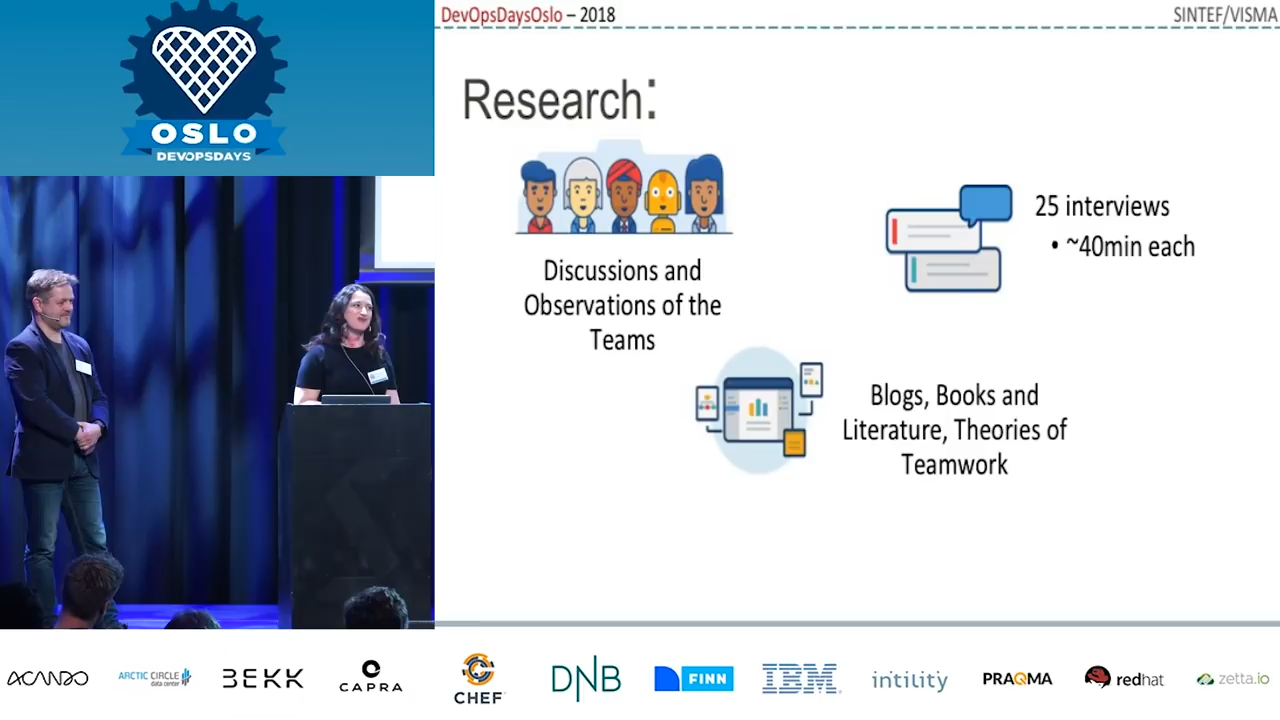 OSLO
DEVOPSDAYS
DevOpsDaysOslo – 2018
SINTEF/VISMA
Research:
Discussions and
Observations of the
Teams
25 interviews
• ~40min each
Blogs, Books and
Literature, Theories of
Teamwork
ACANDO
ARCTIC CIRCLE
data center
BEKK
CAPRA
CHEF
DNB
FINN
IBM
intility
PRAQMA
redhat
zetta.io